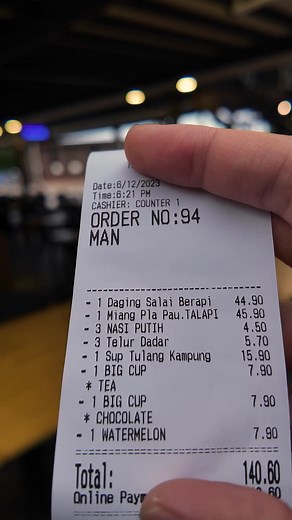 Date:6/12/2023
Time:6:21 PM
CASHIER: COUNTER 1
ORDER NO:94
MAN
- 1 Daging Salai Berapi 44.90
- 1 Miang Pla Pau.TALAPI 45.90
- 3 NASI PUTIH 4.50
- 3 Telur Dadar 5.70
- 1 Sup Tulang Kampung 15.90
- 1 BIG CUP 7.90
* TEA
- 1 BIG CUP 7.90
* CHOCOLATE
- 1 WATERMELON 7.90
Total: 140.60
Online